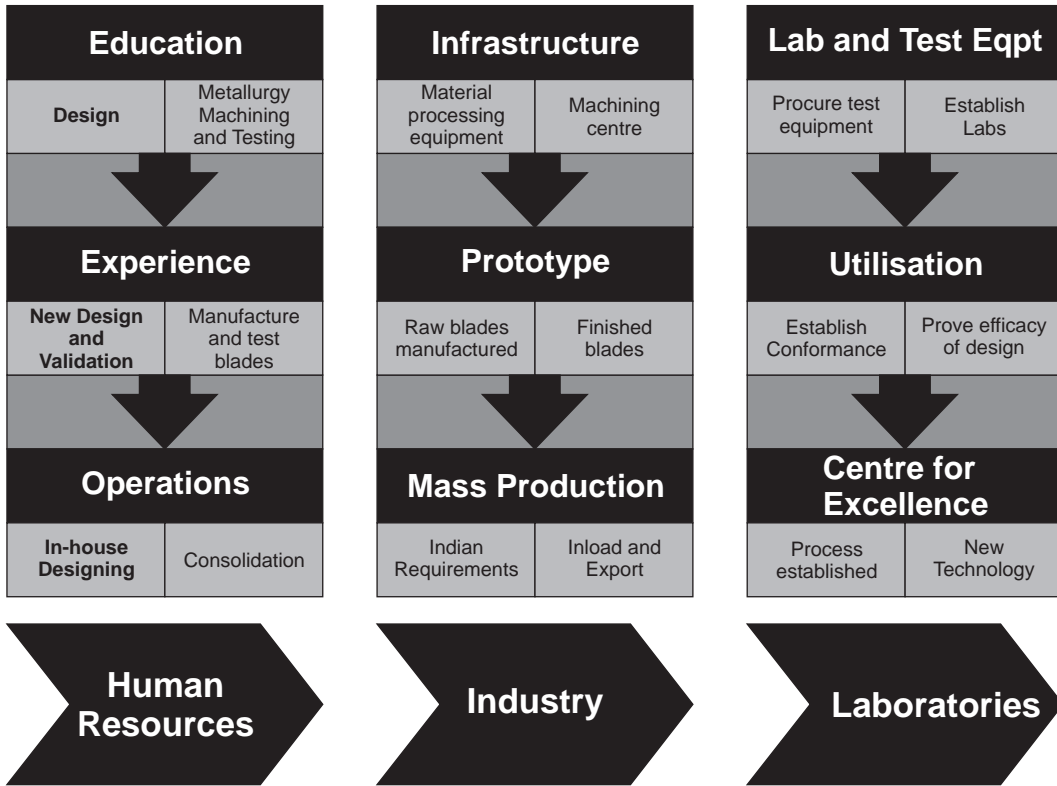 Education
Design
Metallurgy
Machining
and Testing
Experience
New Design
and
Validation
Manufacture
and test
blades
Operations
In-house
Designing
Consolidation
Human
Resources
Infrastructure
Material
processing
equipment
Machining
centre
Prototype
Raw blades
manufactured
Finished
blades
Mass Production
Indian
Requirements
Inload and
Export
Industry
Lab and Test Eqpt
Procure test
equipment
Establish
Labs
Utilisation
Establish
Conformance
Prove efficacy
of design
Centre for
Excellence
Process
established
New
Technology
Laboratories